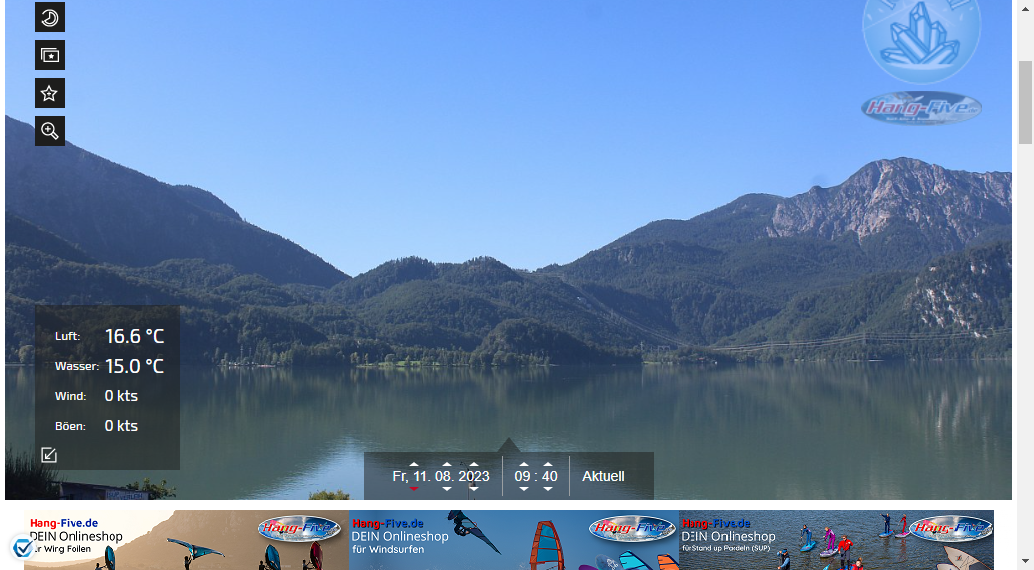 Hang-Five
Luft: 16.6 °C
Wasser: 15.0 °C
Wind: 0 kts
Böen: 0 kts
Fr, 11. 08. 2023 09 : 40 Aktuell
Hang-Five.de
DEIN Onlineshop
für Wing Foilen
Hang-Five
Hang-Five.de
DEIN Onlineshop
für Windsurfen
Hang-Five
Hang-Five.de
DEIN Onlineshop
für Stand up Paddeln (SUP)
Hang-Five